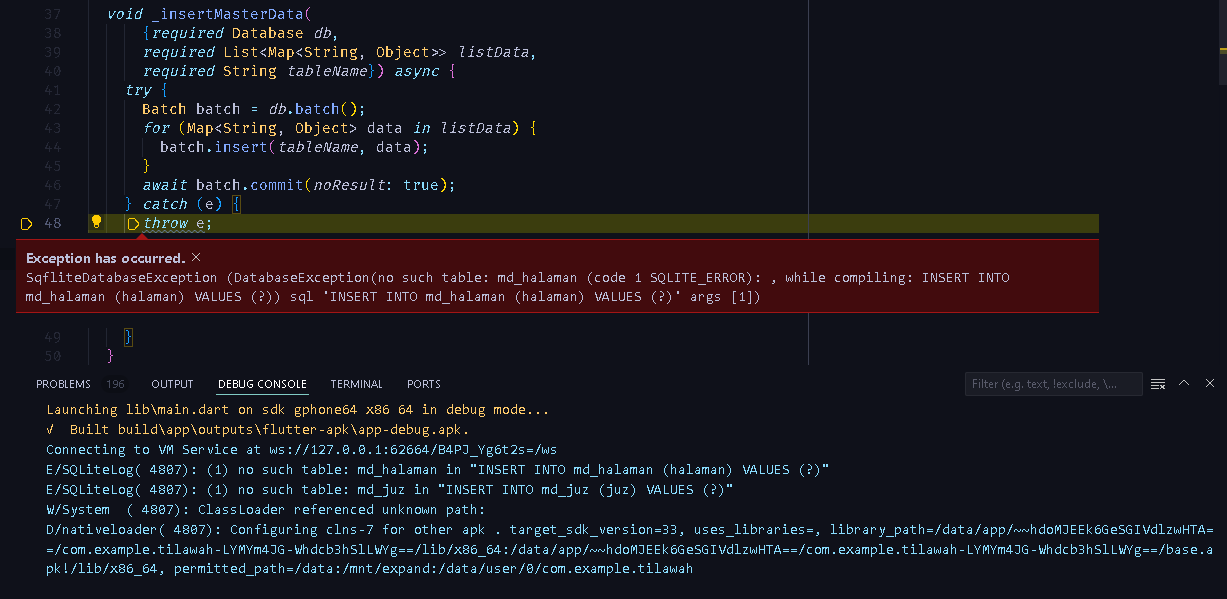 37 void _insertMasterData(
38 {required Database db,
39 required List<Map<String, Object>> listData,
40 required String tableName}) async {
41 try {
42 Batch batch = db.batch();
43 for (Map<String, Object> data in listData) {
44 batch.insert(tableName, data);
45 }
46 await batch.commit(noResult: true);
47 } catch (e) {
48 throw e;
Exception has occurred. ×
SqfliteDatabaseException (DatabaseException(no such table: md_halaman (code 1 SQLITE_ERROR): , while compiling: INSERT INTO
md_halaman (halaman) VALUES (?)) sql 'INSERT INTO md_halaman (halaman) VALUES (?)' args [1])
49 }
50 }
PROBLEMS 196 OUTPUT DEBUG CONSOLE TERMINAL PORTS Filter (e.g. text, !exclude, \...
Launching lib\main.dart on sdk gphone64 x86 64 in debug mode...
√ Built build\app\outputs\flutter-apk\app-debug.apk.
Connecting to VM Service at ws://127.0.0.1:62664/B4PJ_Yg6t2s=/ws
E/SQLiteLog( 4807): (1) no such table: md_halaman in "INSERT INTO md_halaman (halaman) VALUES (?)"
E/SQLiteLog( 4807): (1) no such table: md_juz in "INSERT INTO md_juz (juz) VALUES (?)"
W/System ( 4807): ClassLoader referenced unknown path:
D/nativeloader( 4807): Configuring clns-7 for other apk . target_sdk_version=33, uses_libraries=, library_path=/data/app/~~hdoMJEEk6GeSGIVdlzwHTA=
=/com.example.tilawah-LYMYm4JG-Whdcb3hSlLWYg==/lib/x86_64:/data/app/~~hdoMJEEk6GeSGIVdlzwHTA==/com.example.tilawah-LYMYm4JG-Whdcb3hSlLWYg==/base.a
pk!/lib/x86_64, permitted_path=/data:/mnt/expand:/data/user/0/com.example.tilawah